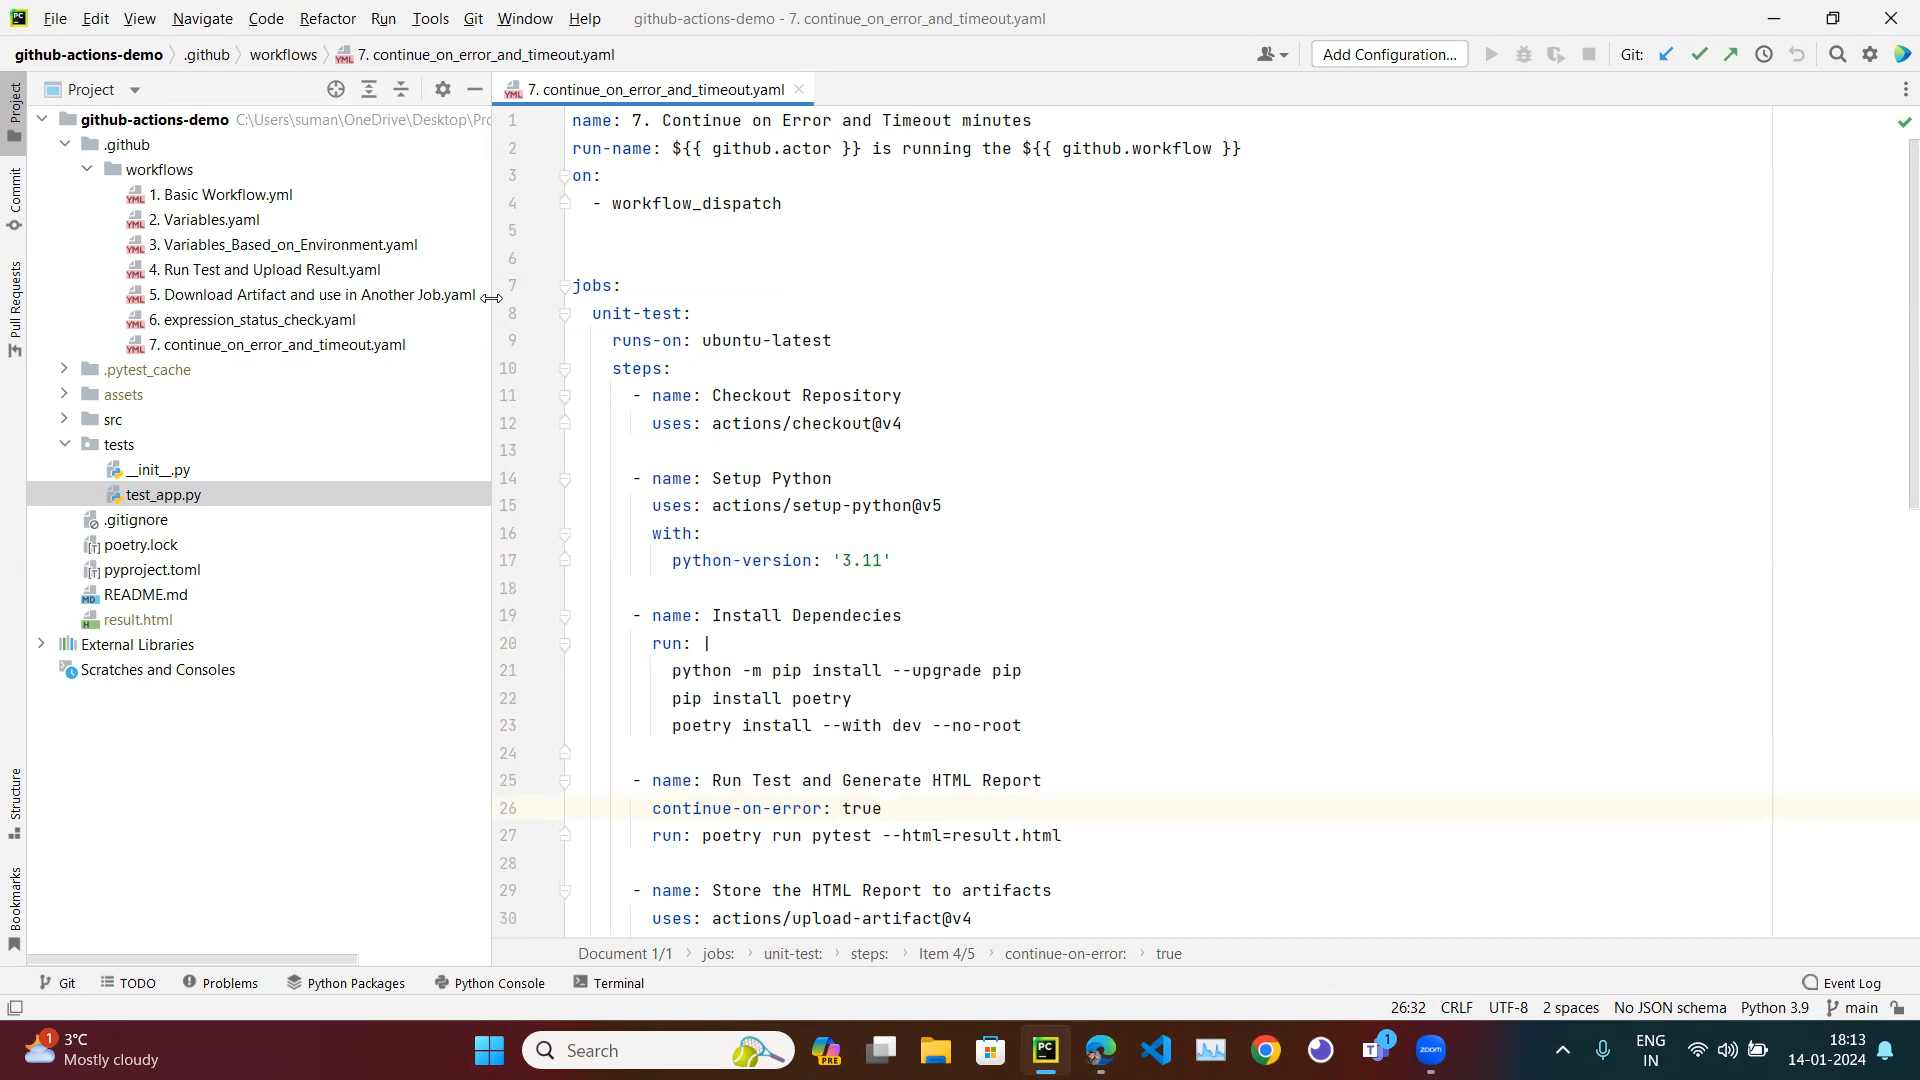 File Edit View Navigate Code Refactor Run Tools Git Window Help github-actions-demo - 7. continue_on_error_and_timeout.yaml
github-actions-demo .github workflows 7. continue_on_error_and_timeout.yaml Add Configuration... Git:
Project
7. continue_on_error_and_timeout.yaml
Project
Commit
Pull Requests
Structure
Bookmarks
github-actions-demo C:\Users\suman\OneDrive\Desktop\Prc
.github
workflows
1. Basic Workflow.yml
2. Variables.yaml
3. Variables_Based_on_Environment.yaml
4. Run Test and Upload Result.yaml
5. Download Artifact and use in Another Job.yaml
6. expression_status_check.yaml
7. continue_on_error_and_timeout.yaml
.pytest_cache
assets
src
tests
__init__.py
test_app.py
.gitignore
poetry.lock
pyproject.toml
README.md
result.html
External Libraries
Scratches and Consoles
1 name: 7. Continue on Error and Timeout minutes
2 run-name: ${{ github.actor }} is running the ${{ github.workflow }}
3 on:
4 - workflow_dispatch
5
6
7 jobs:
8 unit-test:
9 runs-on: ubuntu-latest
10 steps:
11 - name: Checkout Repository
12 uses: actions/checkout@v4
13
14 - name: Setup Python
15 uses: actions/setup-python@v5
16 with:
17 python-version: '3.11'
18
19 - name: Install Dependecies
20 run: |
21 python -m pip install --upgrade pip
22 pip install poetry
23 poetry install --with dev --no-root
24
25 - name: Run Test and Generate HTML Report
26 continue-on-error: true
27 run: poetry run pytest --html=result.html
28
29 - name: Store the HTML Report to artifacts
30 uses: actions/upload-artifact@v4
Document 1/1 jobs: unit-test: steps: Item 4/5 continue-on-error: true
Git TODO Problems Python Packages Python Console Terminal Event Log
26:32 CRLF UTF-8 2 spaces No JSON schema Python 3.9 main
1 3°C
Mostly cloudy
Search
PRE
PC
zoom
1
ENG
IN
18:13
14-01-2024